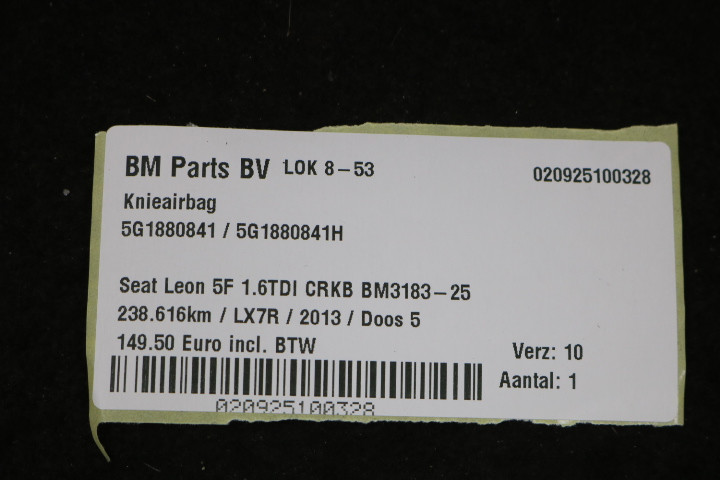 BM Parts BV LOK 8-53 020925100328
Knieairbag
5G1880841 / 5G1880841H
Seat Leon 5F 1.6TDI CRKB BM3183-25
238.616km / LX7R / 2013 / Doos 5
149.50 Euro incl. BTW Verz: 10
Aantal: 1
020925100328